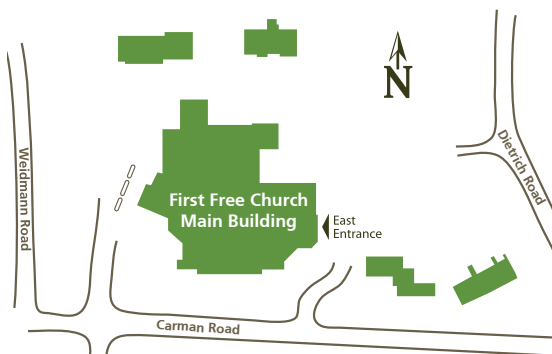 N
Weidmann Road
Dietrich Road
First Free Church
Main Building
East
Entrance
Carman Road